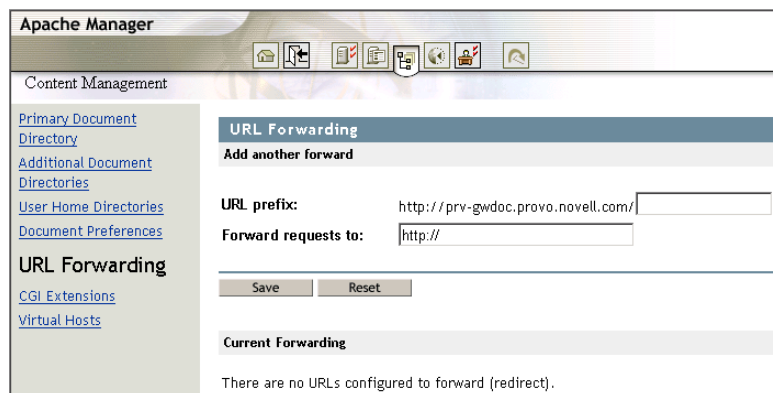 Apache Manager
Content Management
Primary Document
Directory
Additional Document
Directories
User Home Directories
Document Preferences
URL Forwarding
CGI Extensions
Virtual Hosts
URL Forwarding
Add another forward
URL prefix: http://prv-gwdoc.provo.novell.com/
Forward requests to: http://
Save Reset
Current Forwarding
There are no URLs configured to forward (redirect).